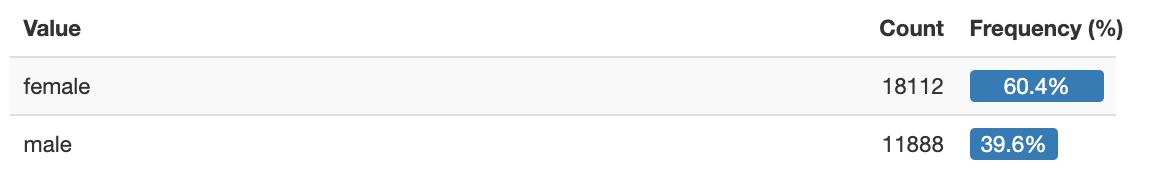 Value Count Frequency (%)
female 18112 60.4%
male 11888 39.6%